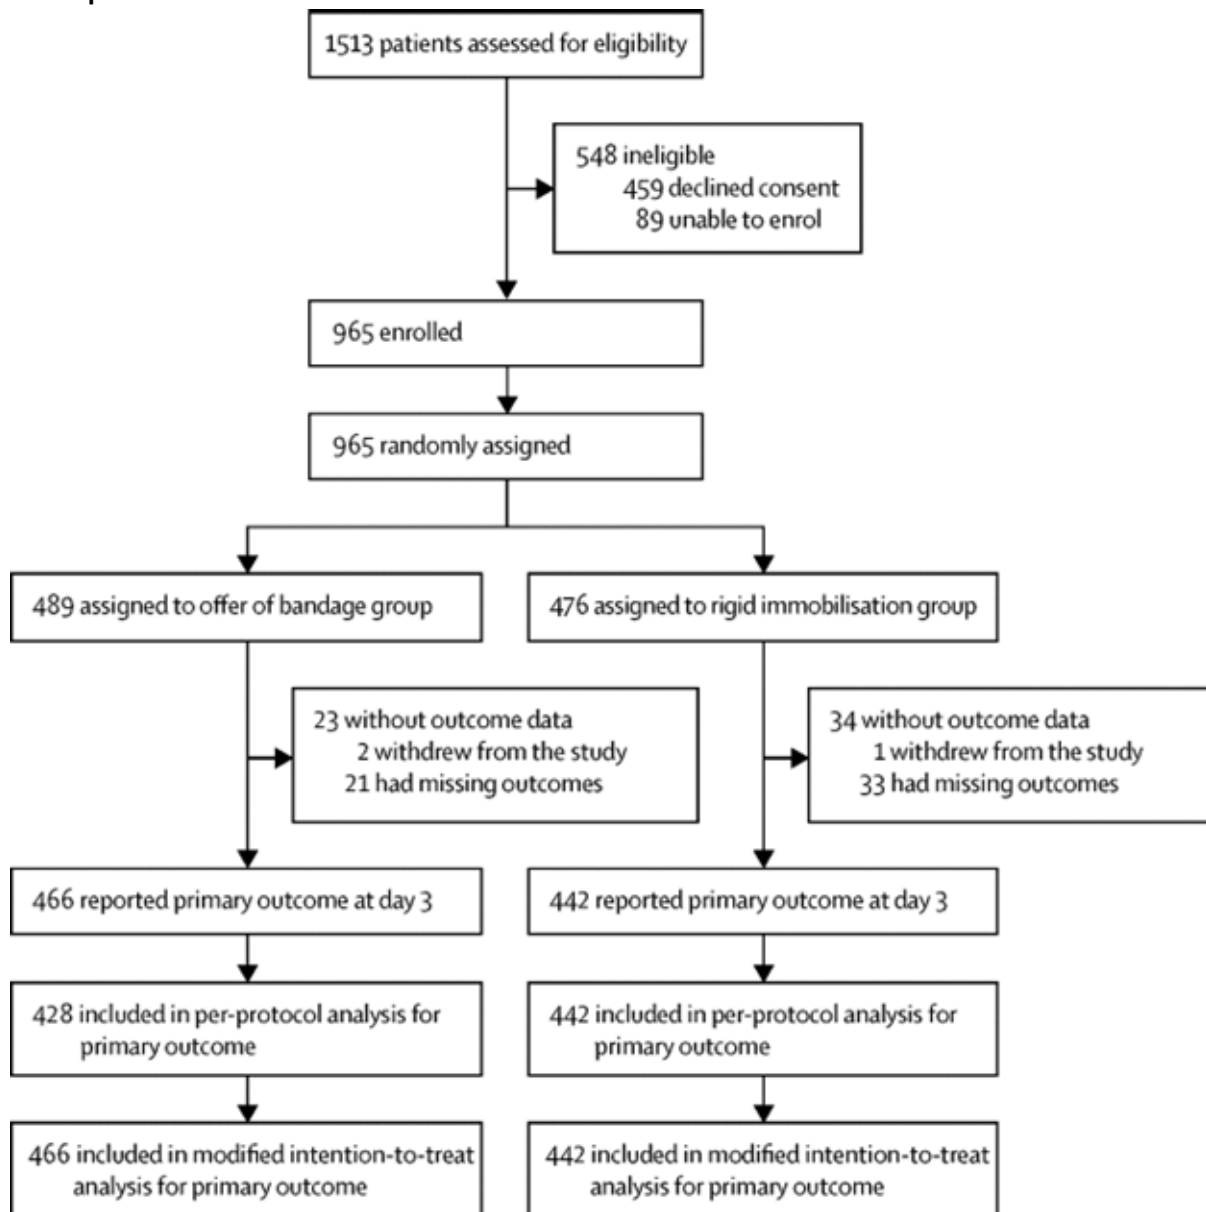 1513 patients assessed for eligibility
548 ineligible
459 declined consent
89 unable to enrol
965 enrolled
965 randomly assigned
489 assigned to offer of bandage group
476 assigned to rigid immobilisation group
23 without outcome data
2 withdrew from the study
21 had missing outcomes
34 without outcome data
1 withdrew from the study
33 had missing outcomes
466 reported primary outcome at day 3
442 reported primary outcome at day 3
428 included in per-protocol analysis for
primary outcome
442 included in per-protocol analysis for
primary outcome
466 included in modified intention-to-treat
analysis for primary outcome
442 included in modified intention-to-treat
analysis for primary outcome